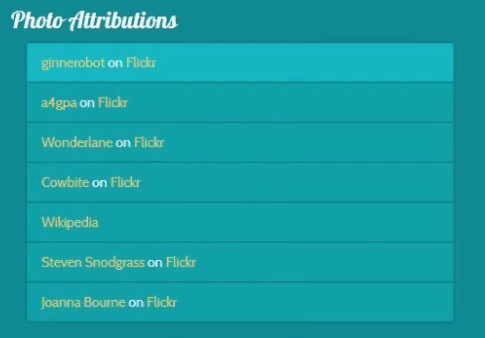 Photo Attributions
ginnerobot on Flickr
a4gpa on Flickr
Wonderlane on Flickr
Cowbite on Flickr
Wikipedia
Steven Snodgrass on Flickr
Joanna Bourne on Flickr